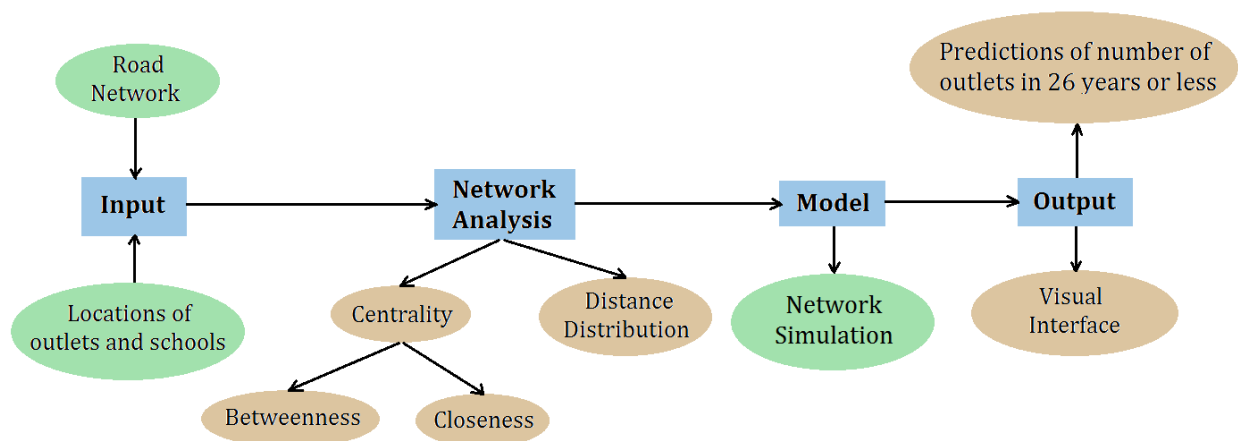 Road
Network
Predictions of number of
outlets in 26 years or less
Input
Network
Analysis
Model
Output
Locations of
outlets and schools
Centrality
Distance
Distribution
Network
Simulation
Visual
Interface
Betweenness
Closeness